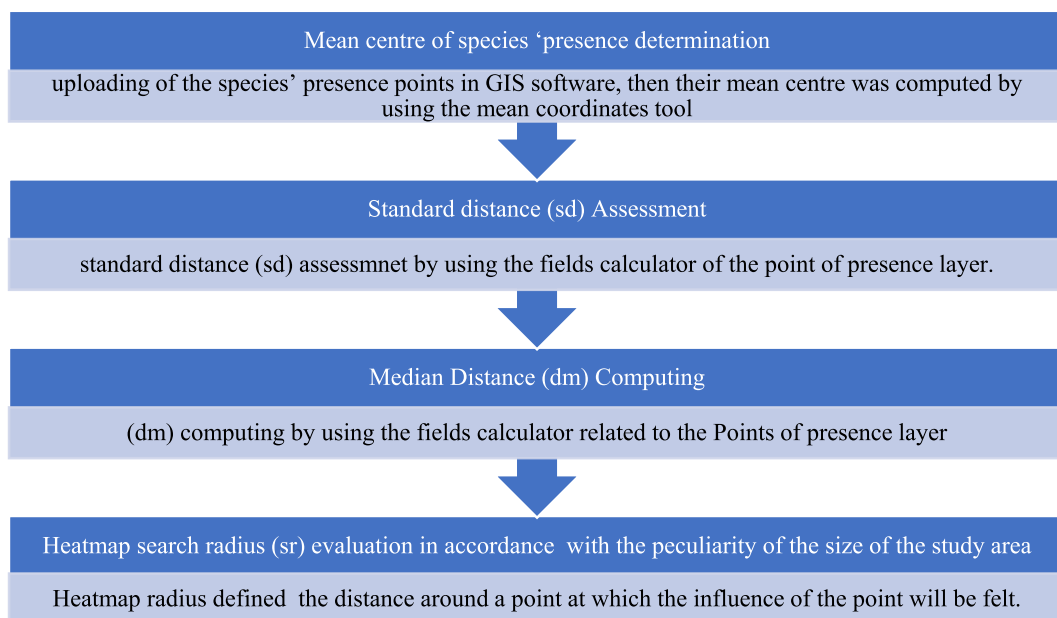 Mean centre of species ‘presence determination
uploading of the species’ presence points in GIS software, then their mean centre was computed by
using the mean coordinates tool
Standard distance (sd) Assessment
standard distance (sd) assessmnet by using the fields calculator of the point of presence layer.
Median Distance (dm) Computing
(dm) computing by using the fields calculator related to the Points of presence layer
Heatmap search radius (sr) evaluation in accordance with the peculiarity of the size of the study area
Heatmap radius defined the distance around a point at which the influence of the point will be felt.